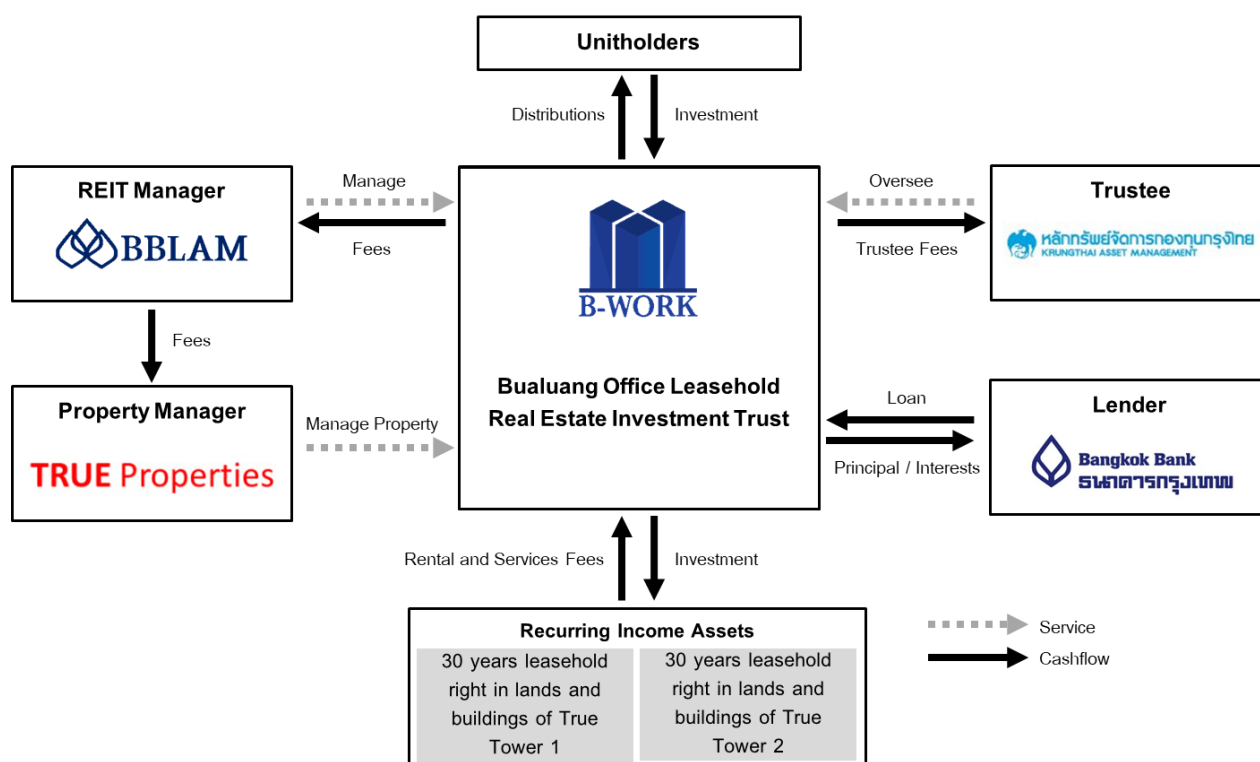 Unitholders
Distributions
Investment
REIT Manager
BBLAM
Manage
Fees
B-WORK
Bualuang Office Leasehold
Real Estate Investment Trust
Oversee
Trustee Fees
Trustee
หลักทรัพย์จัดการกองทุนกรุงไทย
KRUNGTHAI ASSET MANAGEMENT
Fees
Property Manager
TRUE Properties
Manage Property
Loan
Principal / Interests
Lender
Bangkok Bank
ธนาคารกรุงเทพ
Rental and Services Fees
Investment
Recurring Income Assets
30 years leasehold
right in lands and
buildings of True
Tower 1
30 years leasehold
right in lands and
buildings of True
Tower 2
Service
Cashflow